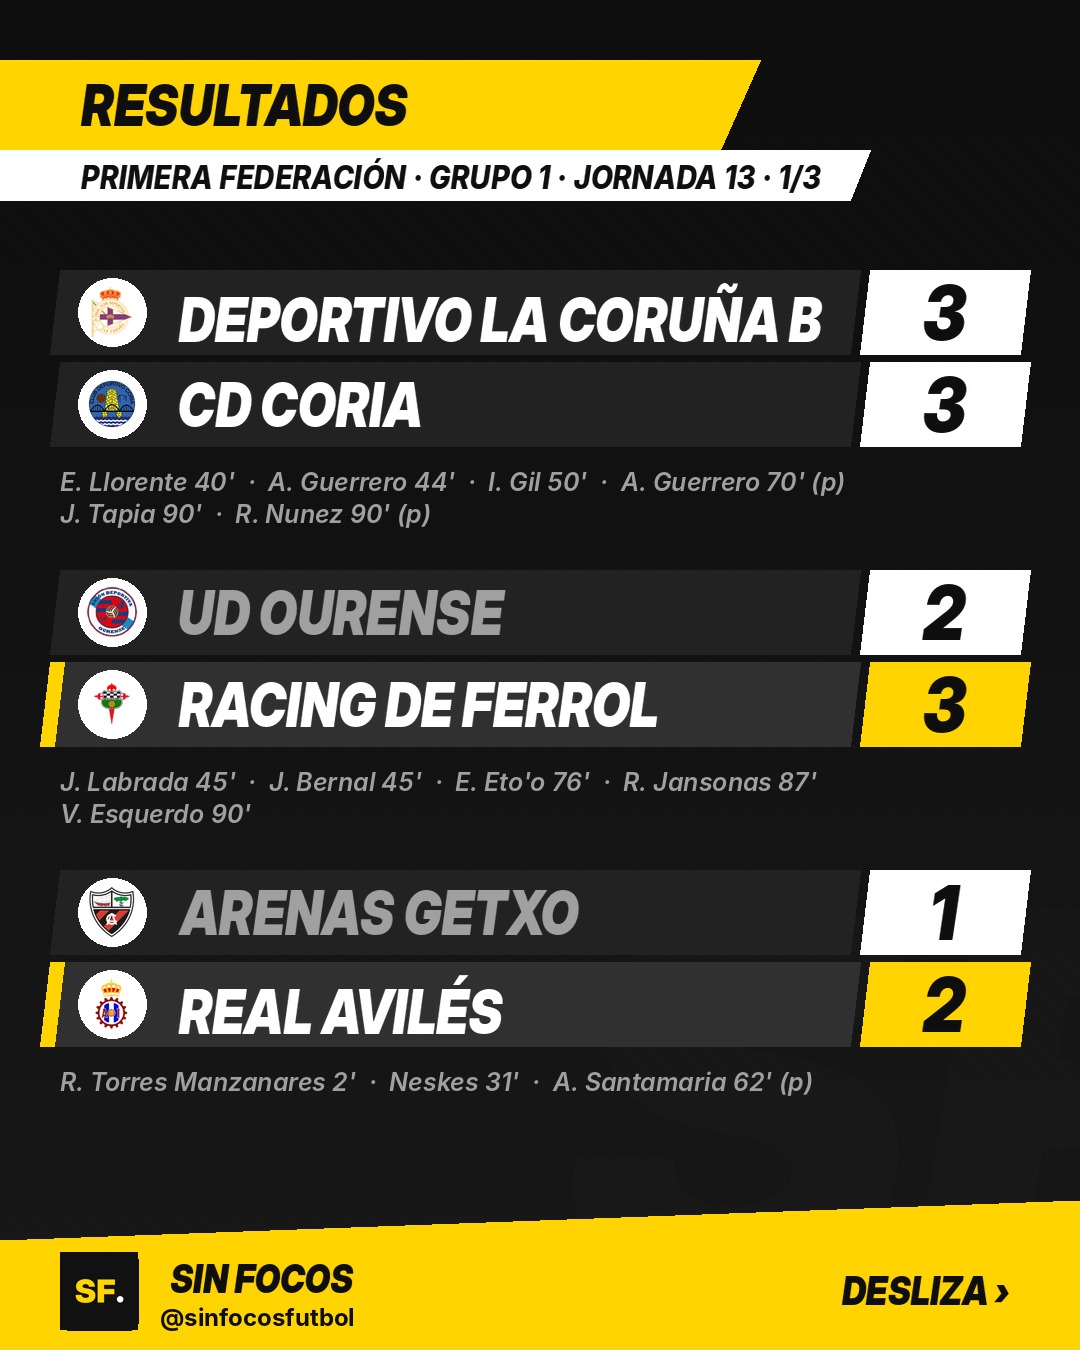 RESULTADOS
PRIMERA FEDERACIÓN · GRUPO 1 · JORNADA 13 · 1/3
DEPORTIVO LA CORUÑA B 3
CD CORIA 3
E. Llorente 40' · A. Guerrero 44' · I. Gil 50' · A. Guerrero 70' (p)
J. Tapia 90' · R. Nunez 90' (p)
UD OURENSE 2
RACING DE FERROL 3
J. Labrada 45' · J. Bernal 45' · E. Eto'o 76' · R. Jansonas 87'
V. Esquerdo 90'
ARENAS GETXO 1
REAL AVILÉS 2
R. Torres Manzanares 2' · Neskes 31' · A. Santamaria 62' (p)
SF.
SIN FOCOS
@sinfocosfutbol
DESLIZA ›